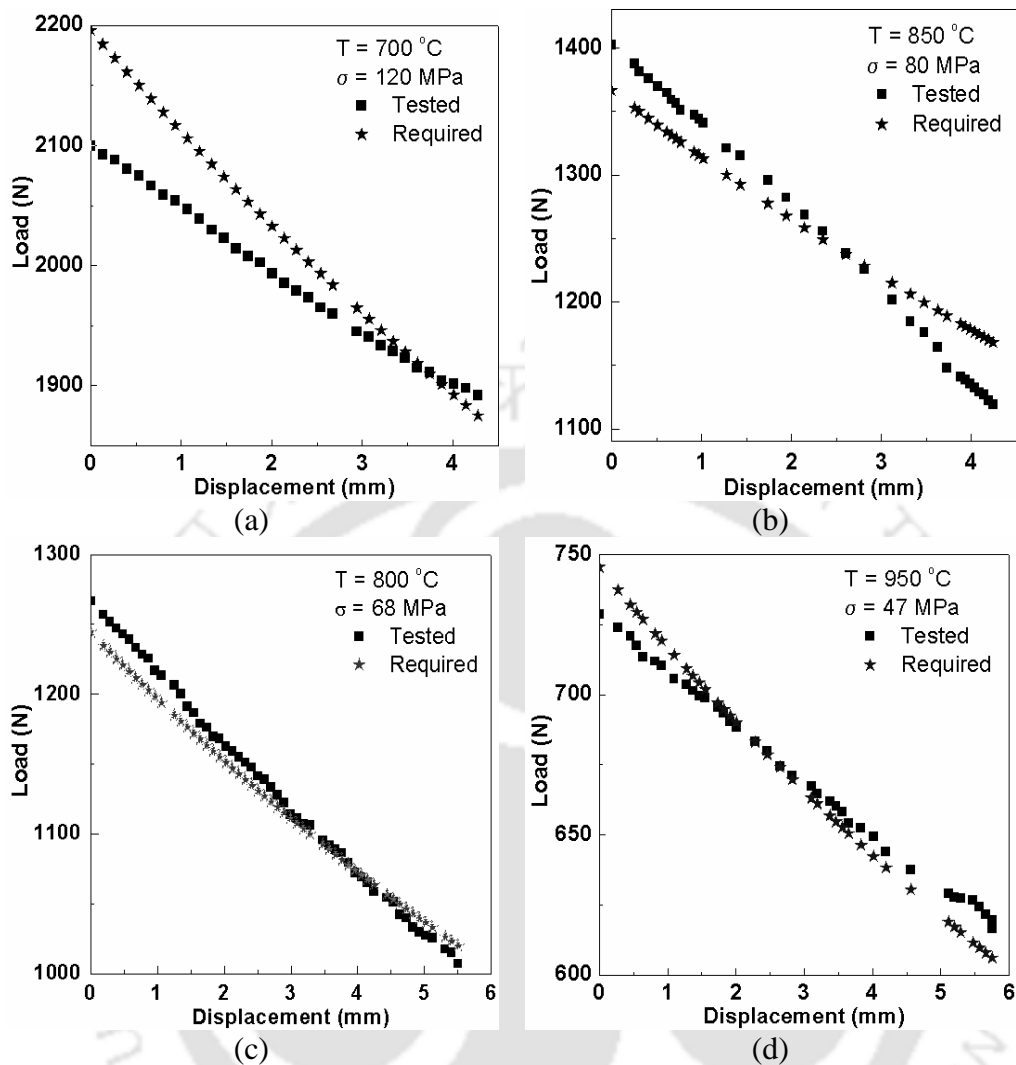 2200
2100
2000
1900
Load (N)
0 1 2 3 4
Displacement (mm)
T = 700 °C
σ = 120 MPa
Tested
Required
(a)
1400
1300
1200
1100
Load (N)
0 1 2 3 4
Displacement (mm)
T = 850 °C
σ = 80 MPa
Tested
Required
(b)
1300
1200
1100
1000
Load (N)
0 1 2 3 4 5 6
Displacement (mm)
T = 800 °C
σ = 68 MPa
Tested
Required
(c)
750
700
650
600
Load (N)
0 1 2 3 4 5 6
Displacement (mm)
T = 950 °C
σ = 47 MPa
Tested
Required
(d)